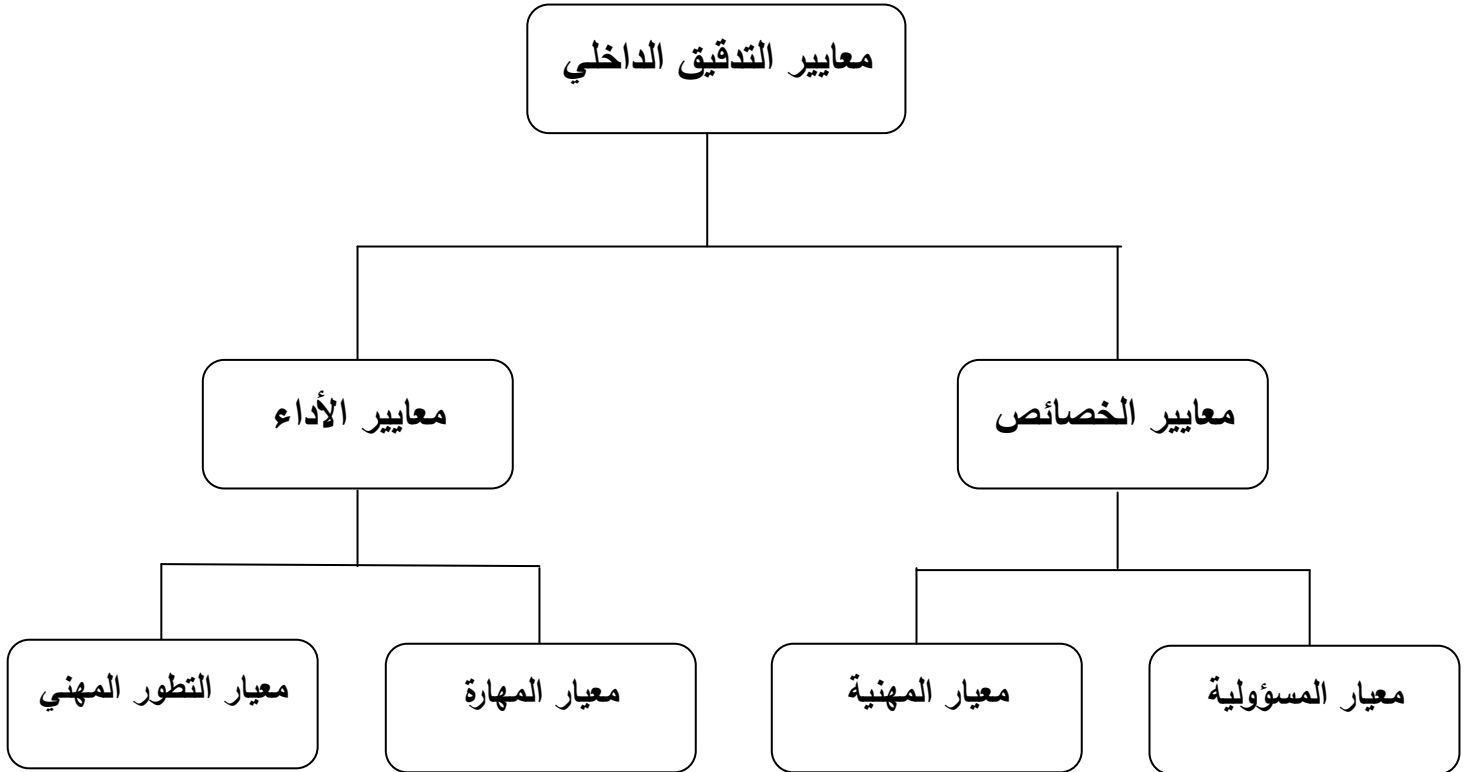 معايير التدقيق الداخلي
معايير الخصائص
معايير الأداء
معيار المسؤولية
معيار المهنية
معيار المهارة
معيار التطور المهني